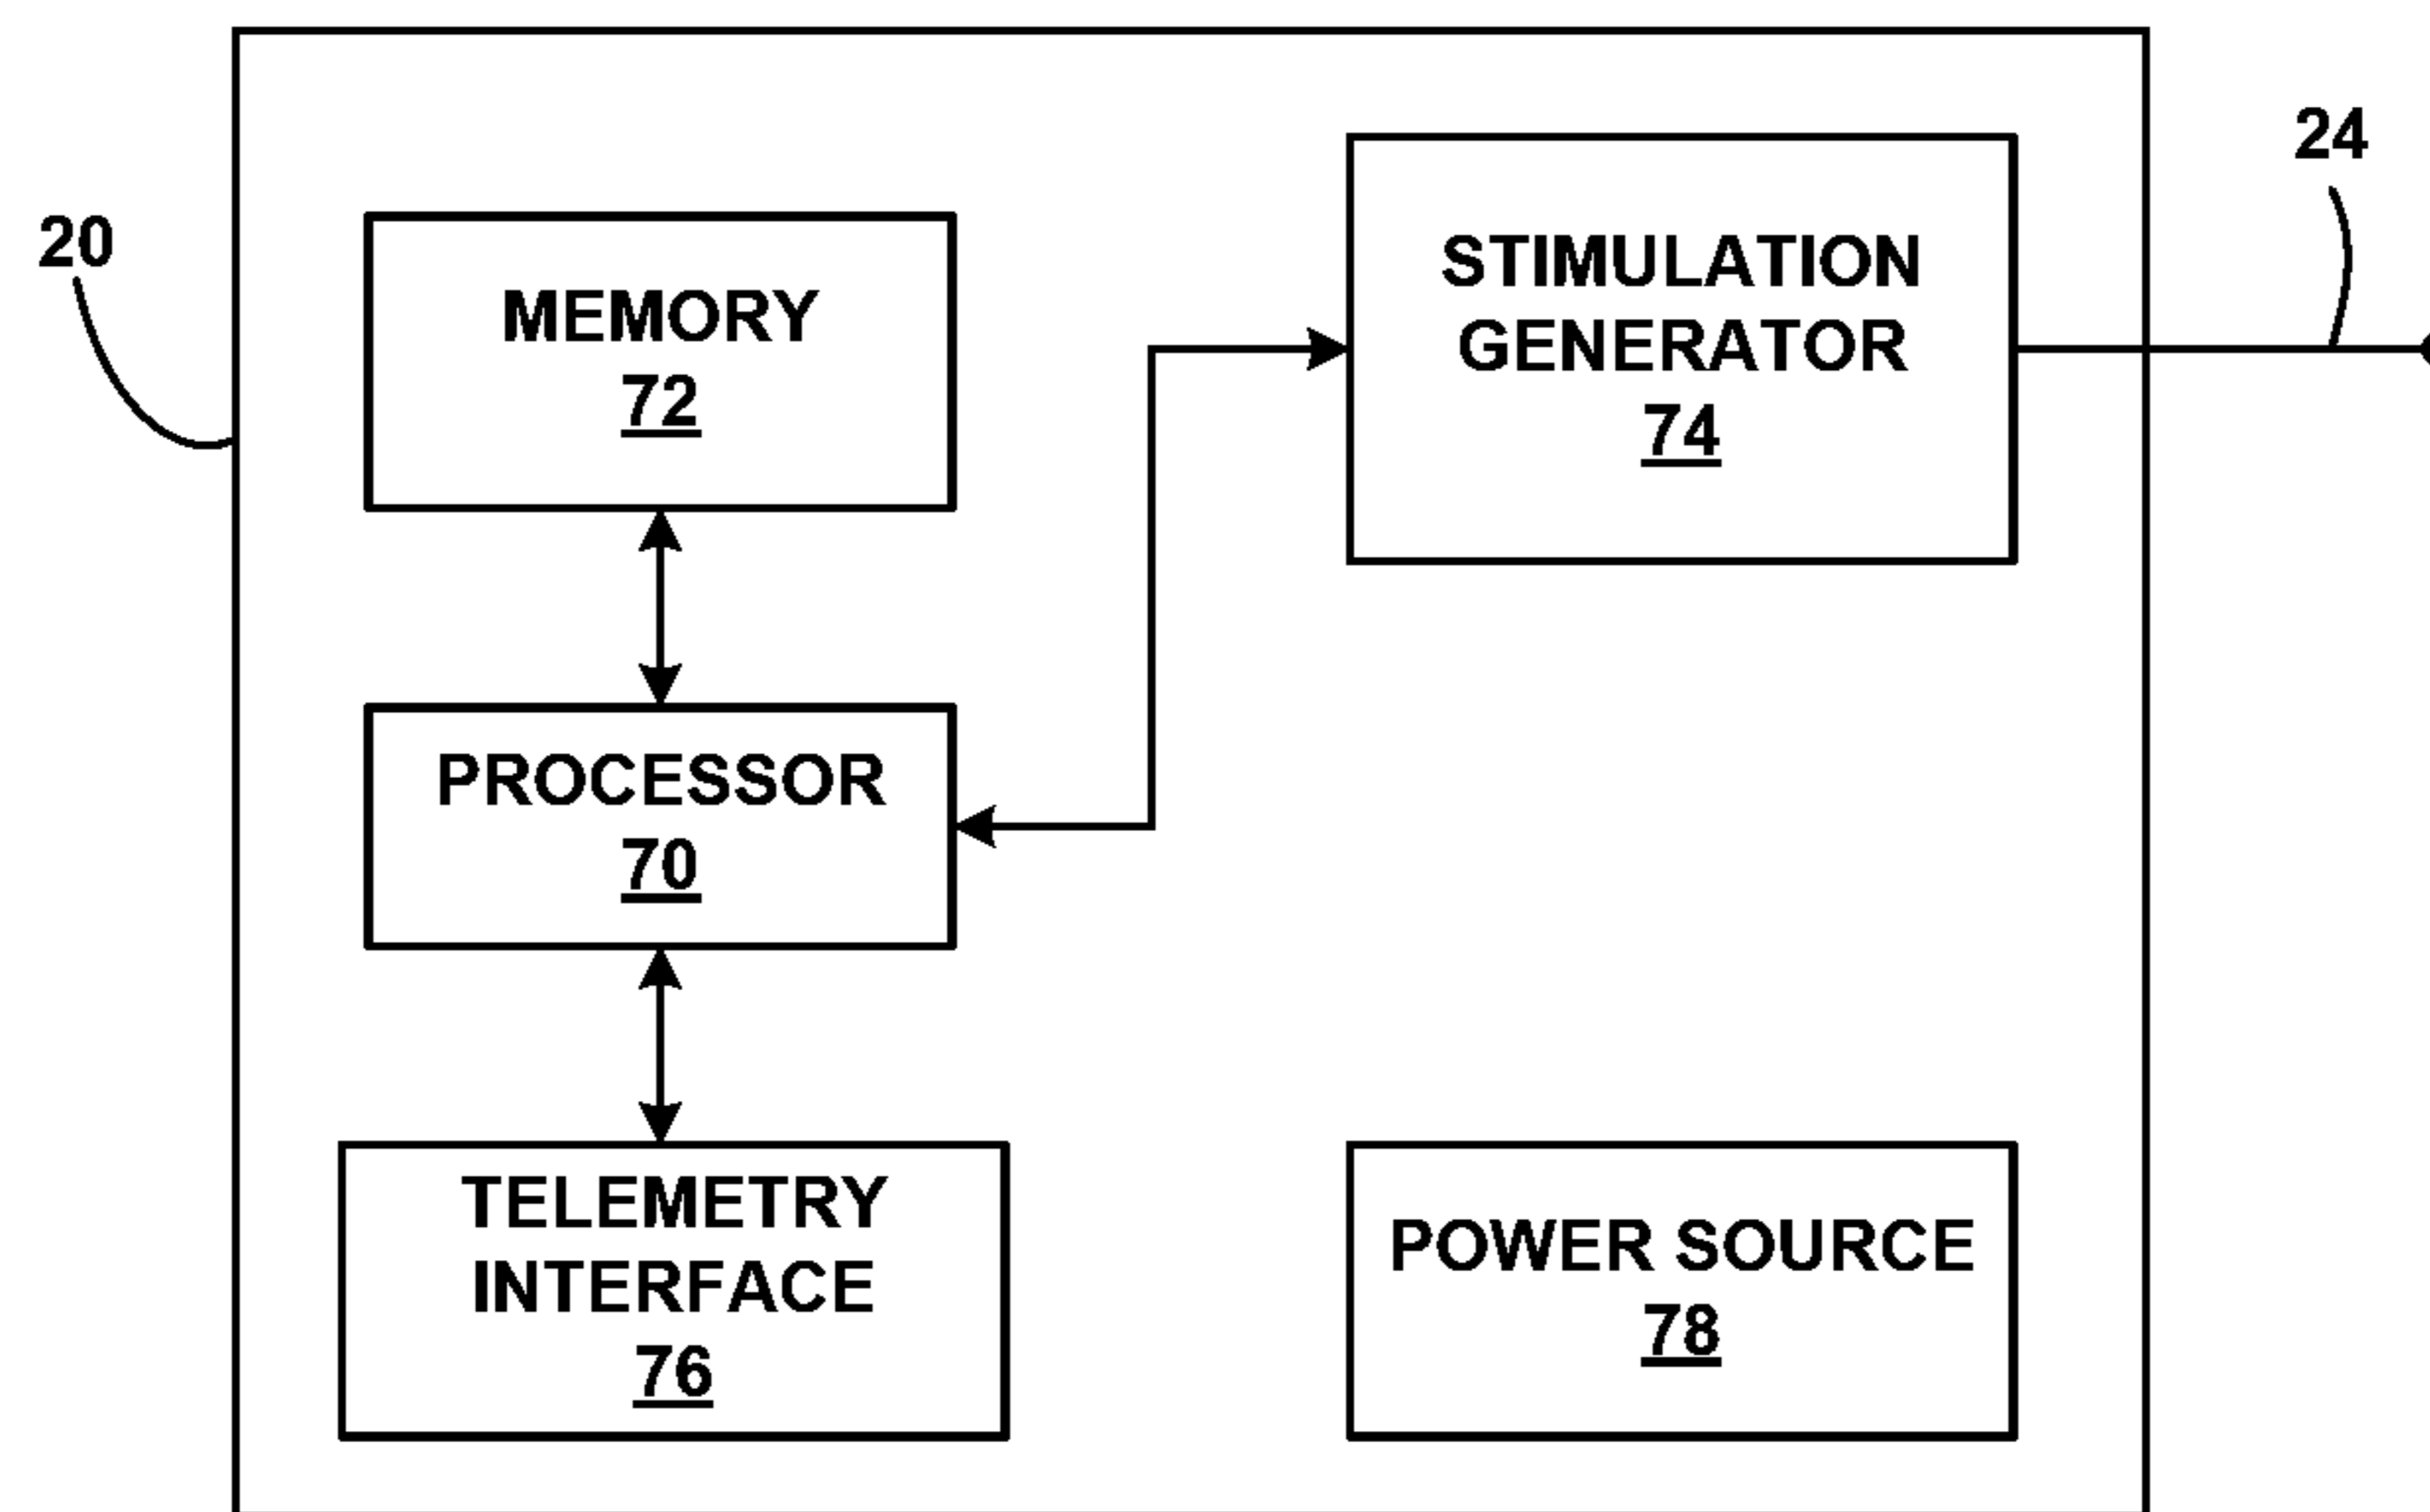 20
24
MEMORY
72
STIMULATION
GENERATOR
74
PROCESSOR
70
TELEMETRY
INTERFACE
76
POWER SOURCE
78